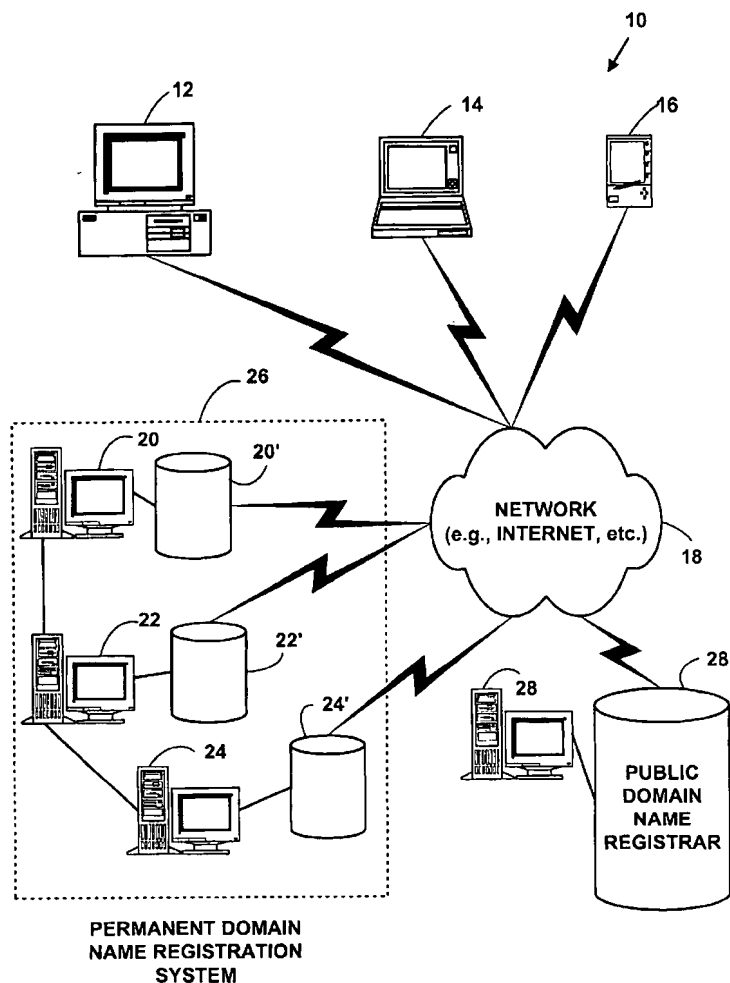 10
12
14
16
26
20
20'
NETWORK
(e.g., INTERNET, etc.)
18
22
22'
28
28
24'
24
PUBLIC
DOMAIN
NAME
REGISTRAR
PERMANENT DOMAIN
NAME REGISTRATION
SYSTEM